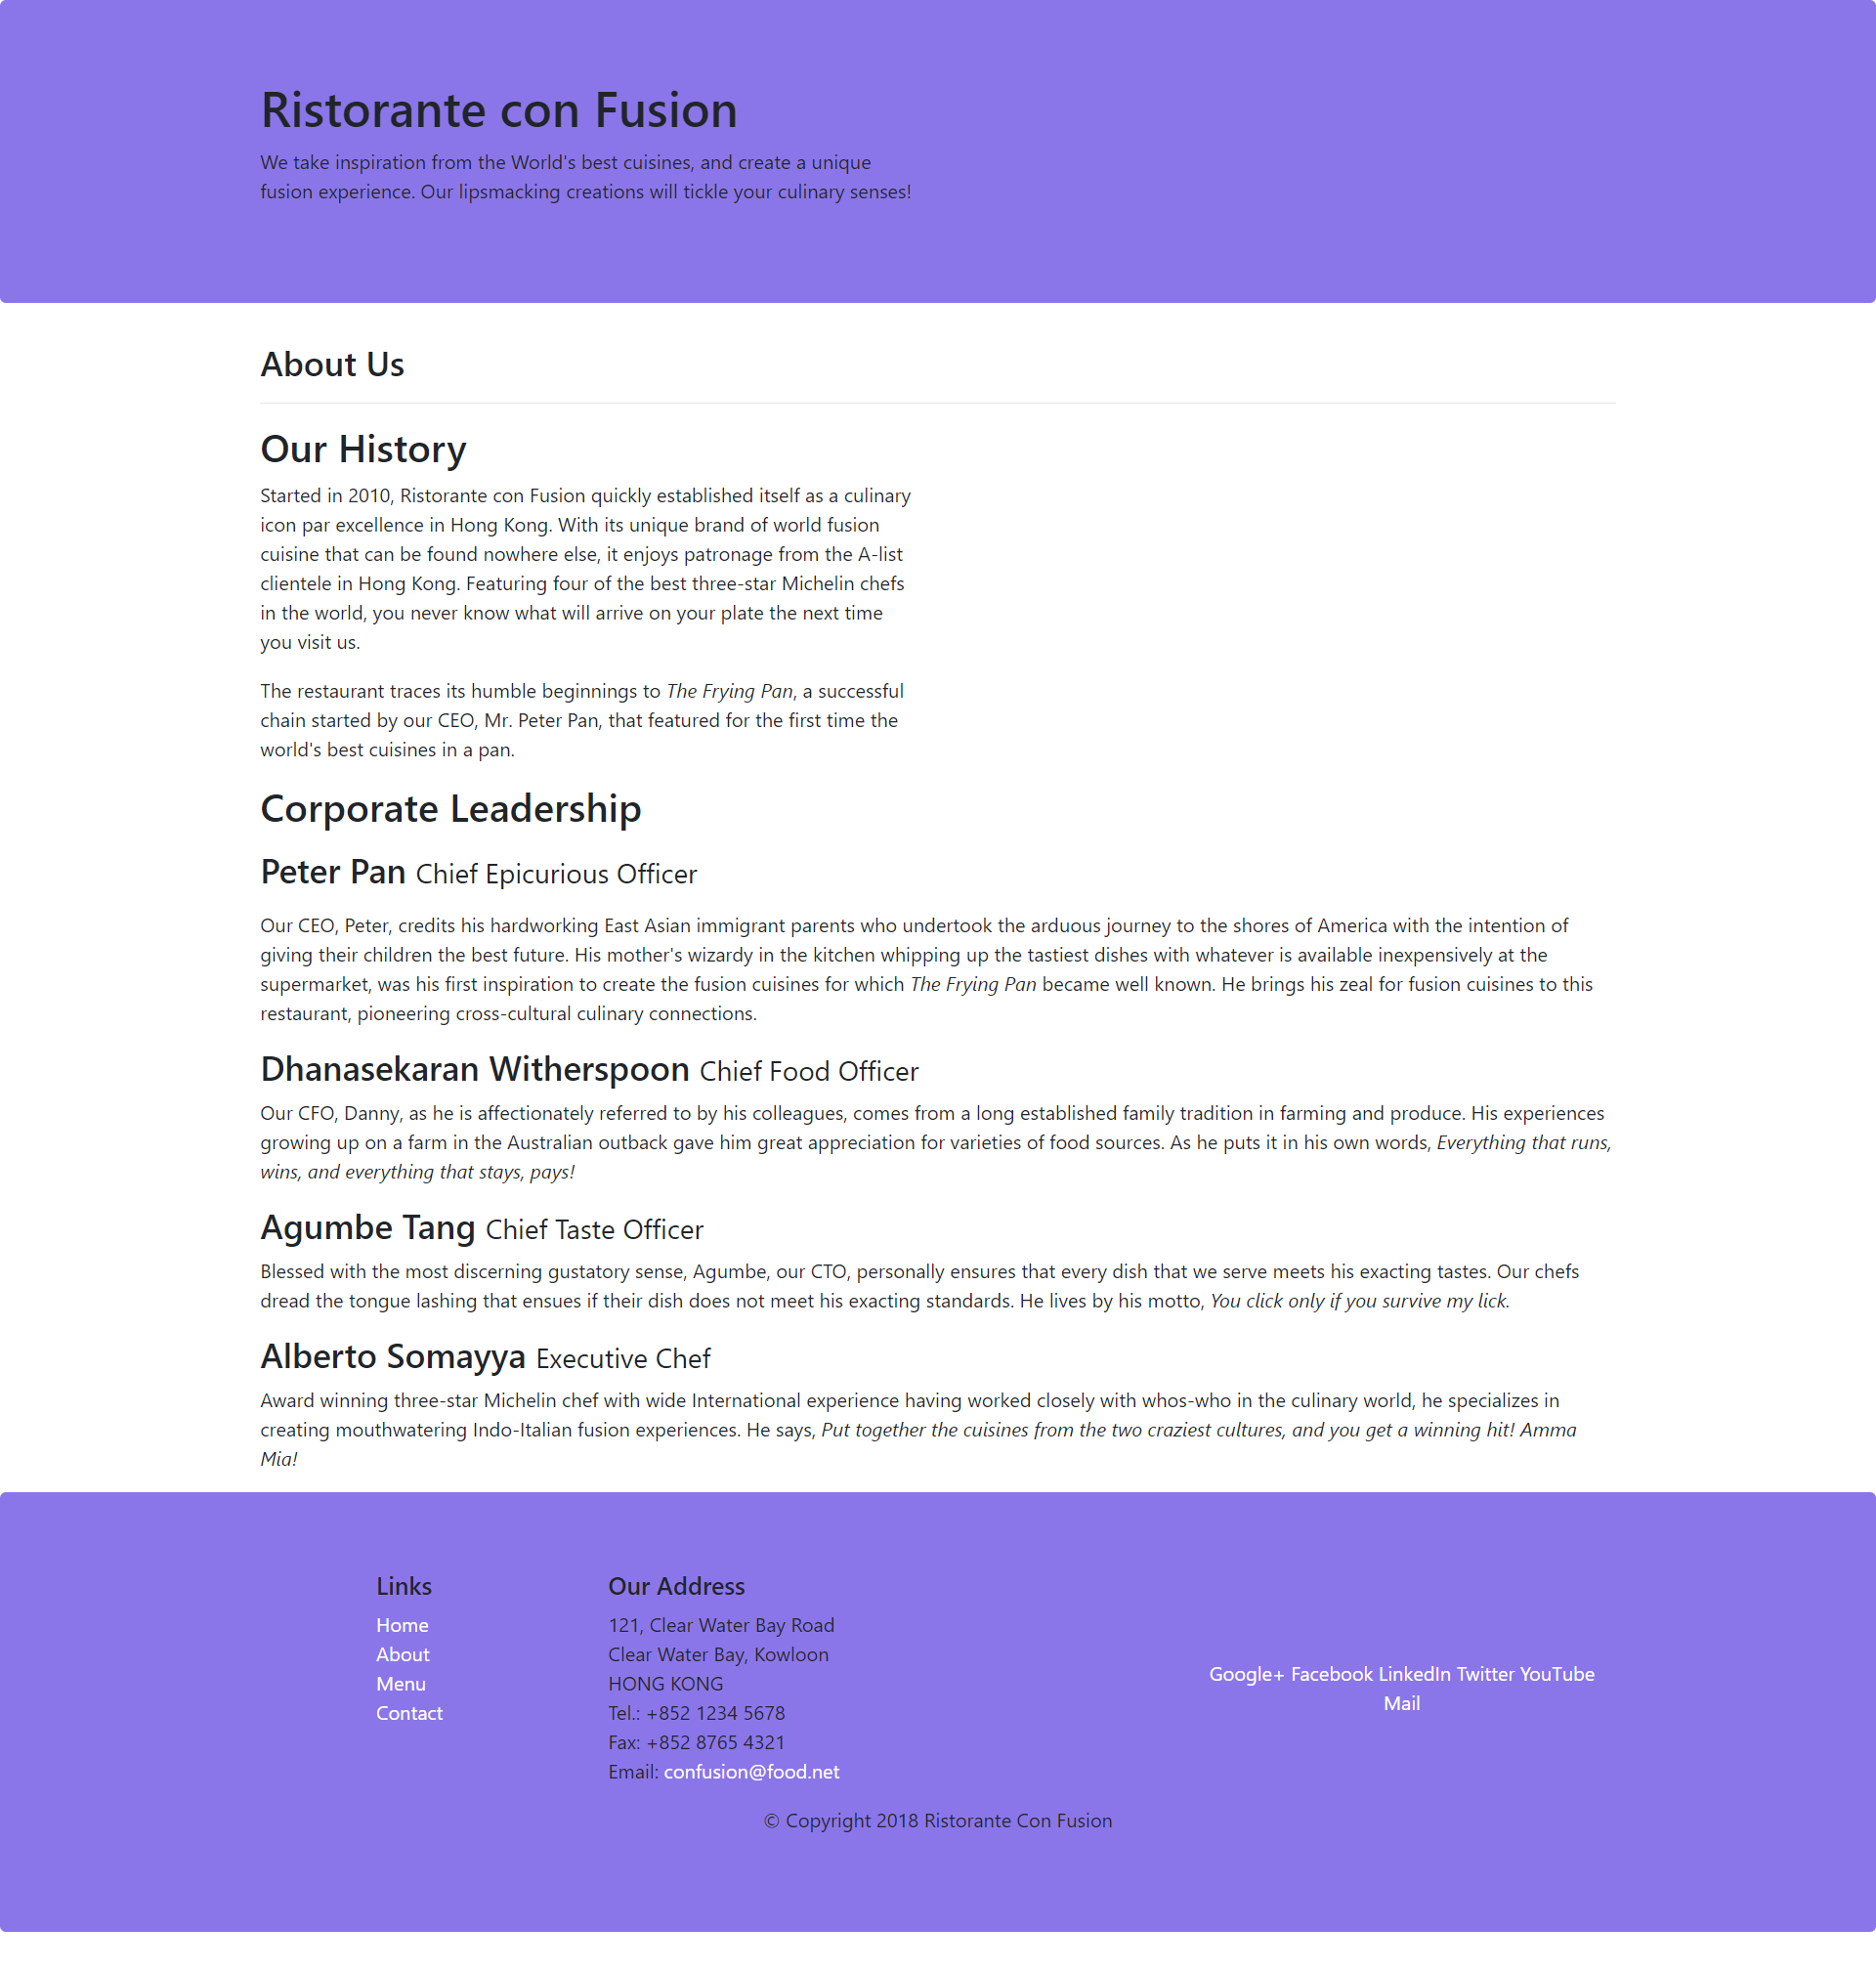 Ristorante con Fusion
We take inspiration from the World's best cuisines, and create a unique
fusion experience. Our lipsmacking creations will tickle your culinary senses!
About Us
Our History
Started in 2010, Ristorante con Fusion quickly established itself as a culinary
icon par excellence in Hong Kong. With its unique brand of world fusion
cuisine that can be found nowhere else, it enjoys patronage from the A-list
clientele in Hong Kong. Featuring four of the best three-star Michelin chefs
in the world, you never know what will arrive on your plate the next time
you visit us.
The restaurant traces its humble beginnings to The Frying Pan, a successful
chain started by our CEO, Mr. Peter Pan, that featured for the first time the
world's best cuisines in a pan.
Corporate Leadership
Peter Pan Chief Epicurious Officer
Our CEO, Peter, credits his hardworking East Asian immigrant parents who undertook the arduous journey to the shores of America with the intention of
giving their children the best future. His mother's wizardy in the kitchen whipping up the tastiest dishes with whatever is available inexpensively at the
supermarket, was his first inspiration to create the fusion cuisines for which The Frying Pan became well known. He brings his zeal for fusion cuisines to this
restaurant, pioneering cross-cultural culinary connections.
Dhanasekaran Witherspoon Chief Food Officer
Our CFO, Danny, as he is affectionately referred to by his colleagues, comes from a long established family tradition in farming and produce. His experiences
growing up on a farm in the Australian outback gave him great appreciation for varieties of food sources. As he puts it in his own words, Everything that runs,
wins, and everything that stays, pays!
Agumbe Tang Chief Taste Officer
Blessed with the most discerning gustatory sense, Agumbe, our CTO, personally ensures that every dish that we serve meets his exacting tastes. Our chefs
dread the tongue lashing that ensues if their dish does not meet his exacting standards. He lives by his motto, You click only if you survive my lick.
Alberto Somayya Executive Chef
Award winning three-star Michelin chef with wide International experience having worked closely with whos-who in the culinary world, he specializes in
creating mouthwatering Indo-Italian fusion experiences. He says, Put together the cuisines from the two craziest cultures, and you get a winning hit! Amma
Mia!
Links
Home
About
Menu
Contact
Our Address
121, Clear Water Bay Road
Clear Water Bay, Kowloon
HONG KONG
Tel.: +852 1234 5678
Fax: +852 8765 4321
Email: confusion@food.net
Google+ Facebook LinkedIn Twitter YouTube
Mail
© Copyright 2018 Ristorante Con Fusion